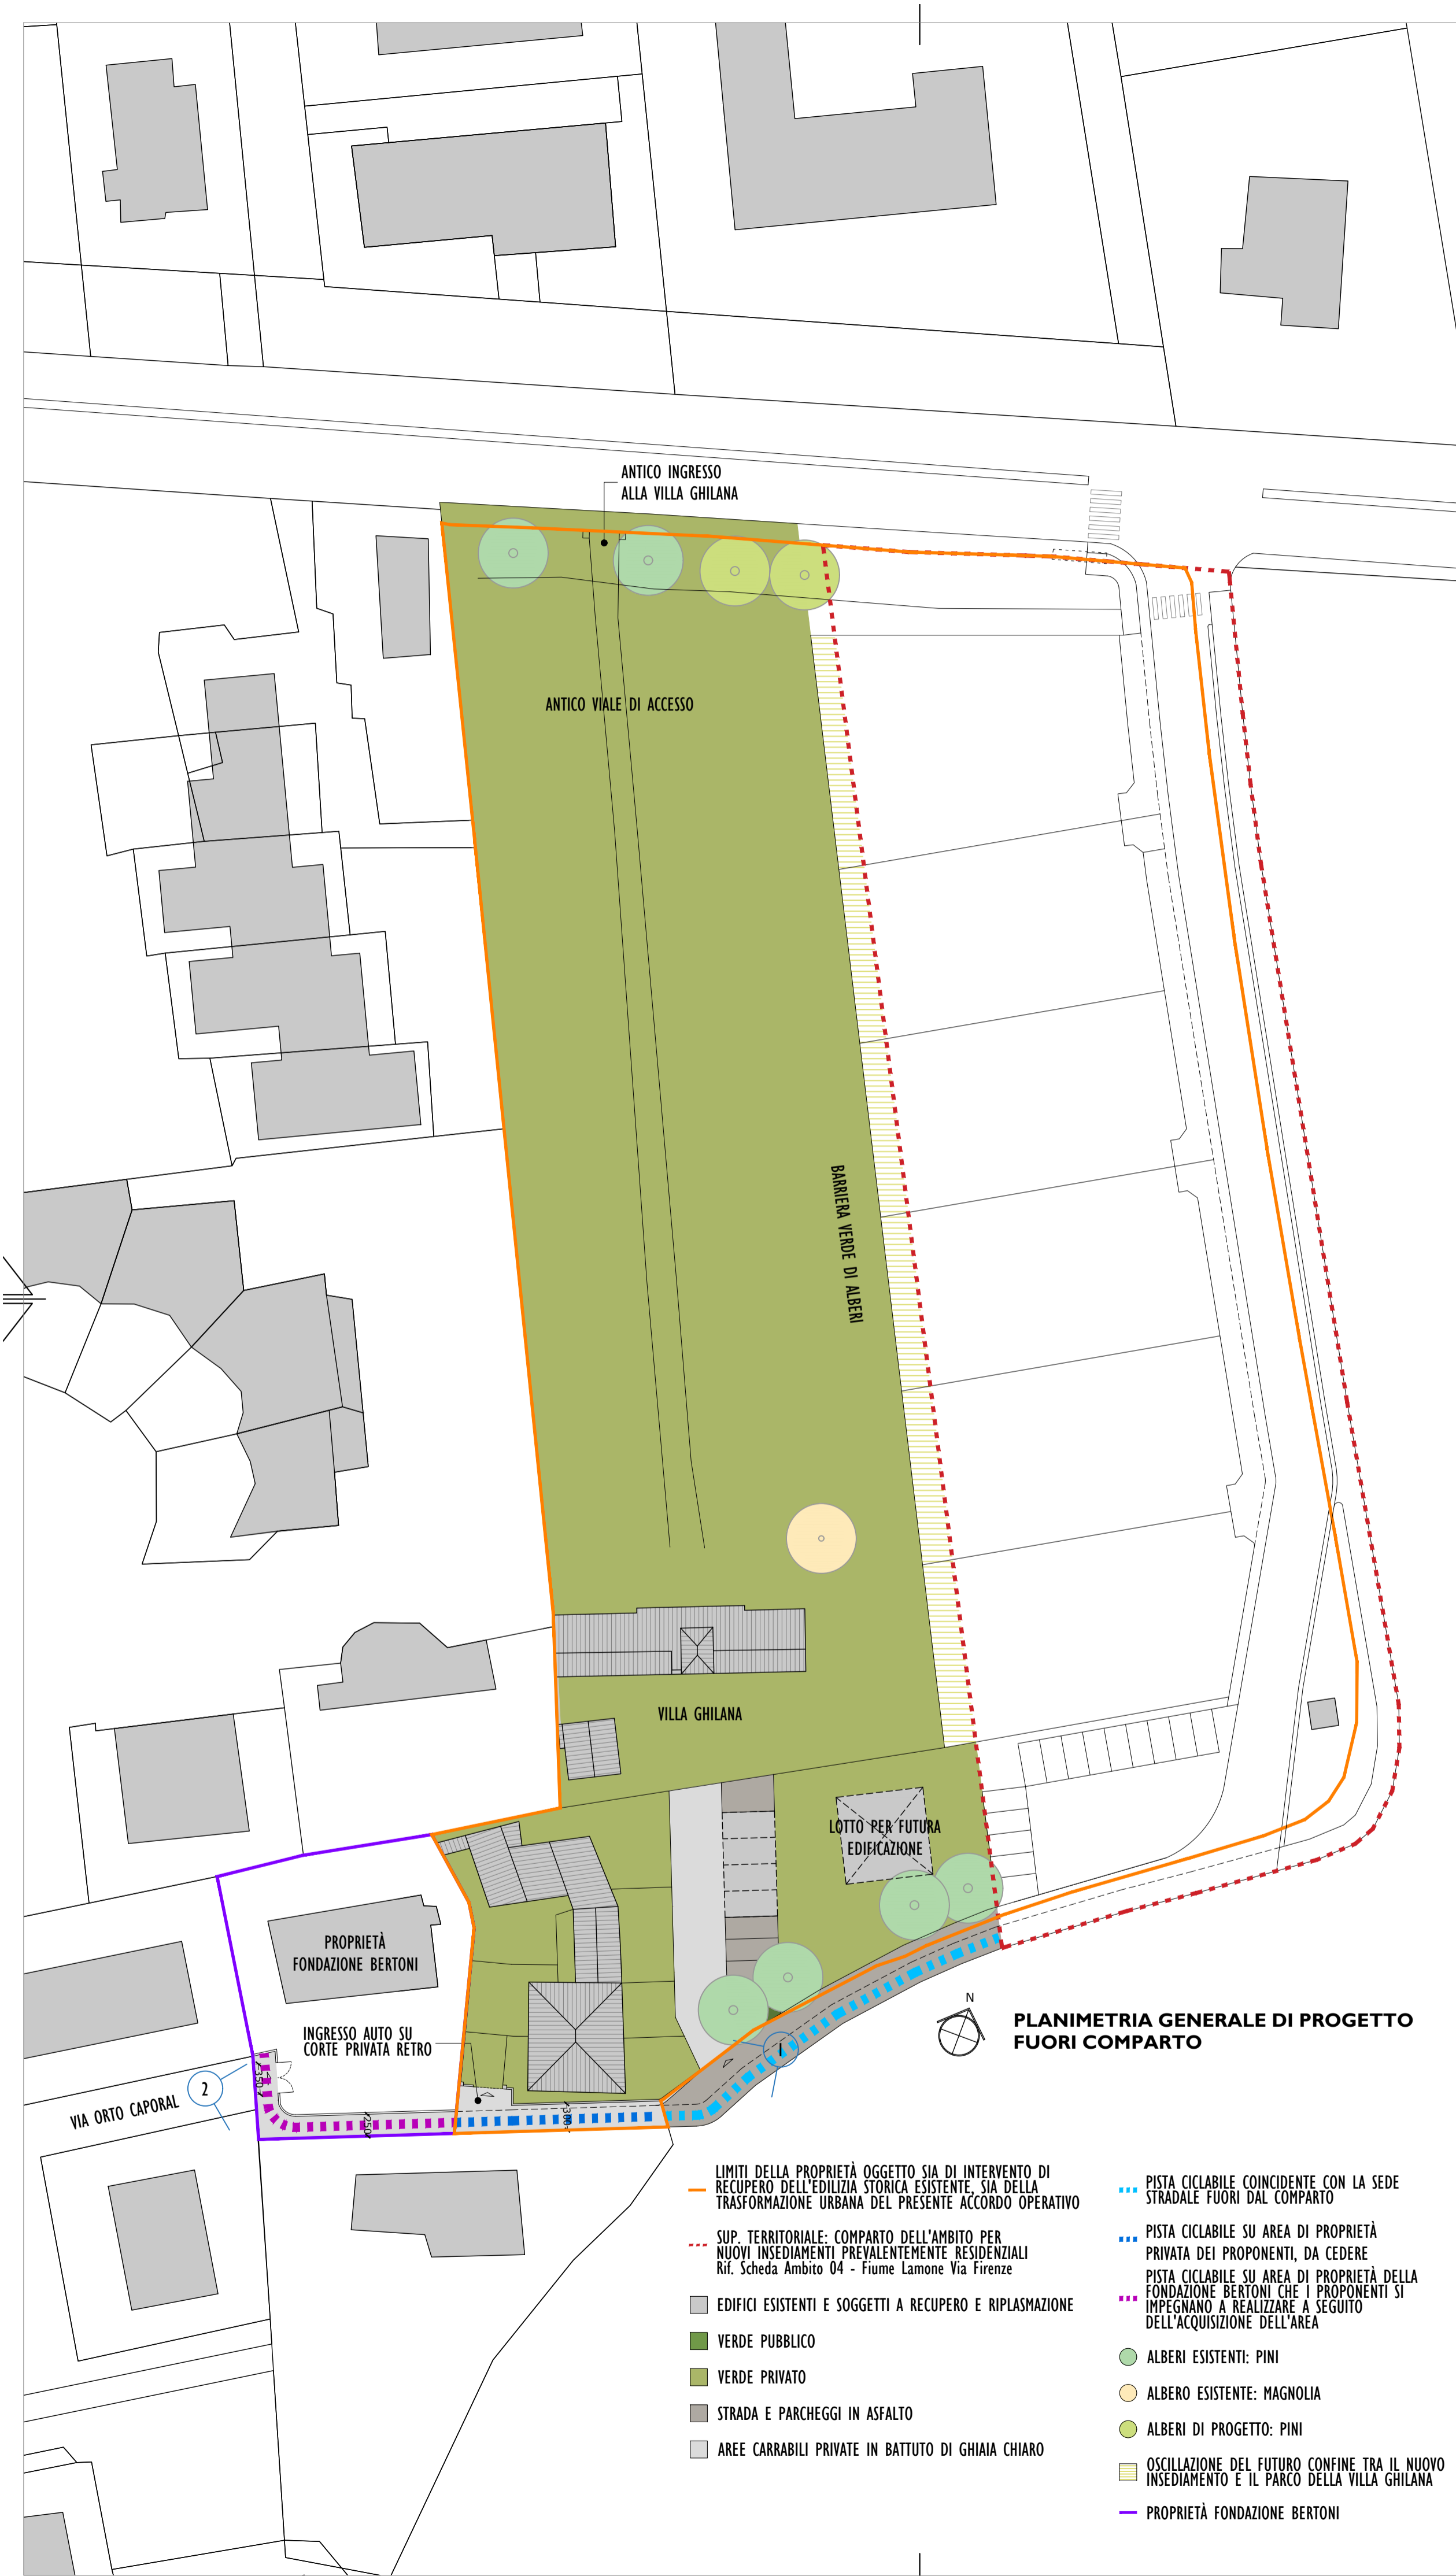 ANTICO INGRESSO
ALLA VILLA GHILANA
ANTICO VIALE DI ACCESSO
BARRIERA VERDE DI ALBERI
VILLA GHILANA
LOTTO PER FUTURA
EDIFICAZIONE
PROPRIETÀ
FONDAZIONE BERTONI
INGRESSO AUTO SU
CORTE PRIVATA RETRO
VIA ORTO CAPORAL
2
350
250
300
1
N
PLANIMETRIA GENERALE DI PROGETTO
FUORI COMPARTO
LIMITI DELLA PROPRIETÀ OGGETTO SIA DI INTERVENTO DI
RECUPERO DELL'EDILIZIA STORICA ESISTENTE, SIA DELLA
TRASFORMAZIONE URBANA DEL PRESENTE ACCORDO OPERATIVO
SUP. TERRITORIALE: COMPARTO DELL'AMBITO PER
NUOVI INSEDIAMENTI PREVALENTEMENTE RESIDENZIALI
Rif. Scheda Ambito 04 - Fiume Lamone Via Firenze
EDIFICI ESISTENTI E SOGGETTI A RECUPERO E RIPLASMAZIONE
VERDE PUBBLICO
VERDE PRIVATO
STRADA E PARCHEGGI IN ASFALTO
AREE CARRABILI PRIVATE IN BATTUTO DI GHIAIA CHIARO
PISTA CICLABILE COINCIDENTE CON LA SEDE
STRADALE FUORI DAL COMPARTO
PISTA CICLABILE SU AREA DI PROPRIETÀ
PRIVATA DEI PROPONENTI, DA CEDERE
PISTA CICLABILE SU AREA DI PROPRIETÀ DELLA
FONDAZIONE BERTONI CHE I PROPONENTI SI
IMPEGNANO A REALIZZARE A SEGUITO
DELL'ACQUISIZIONE DELL'AREA
ALBERI ESISTENTI: PINI
ALBERO ESISTENTE: MAGNOLIA
ALBERI DI PROGETTO: PINI
OSCILLAZIONE DEL FUTURO CONFINE TRA IL NUOVO
INSEDIAMENTO E IL PARCO DELLA VILLA GHILANA
PROPRIETÀ FONDAZIONE BERTONI